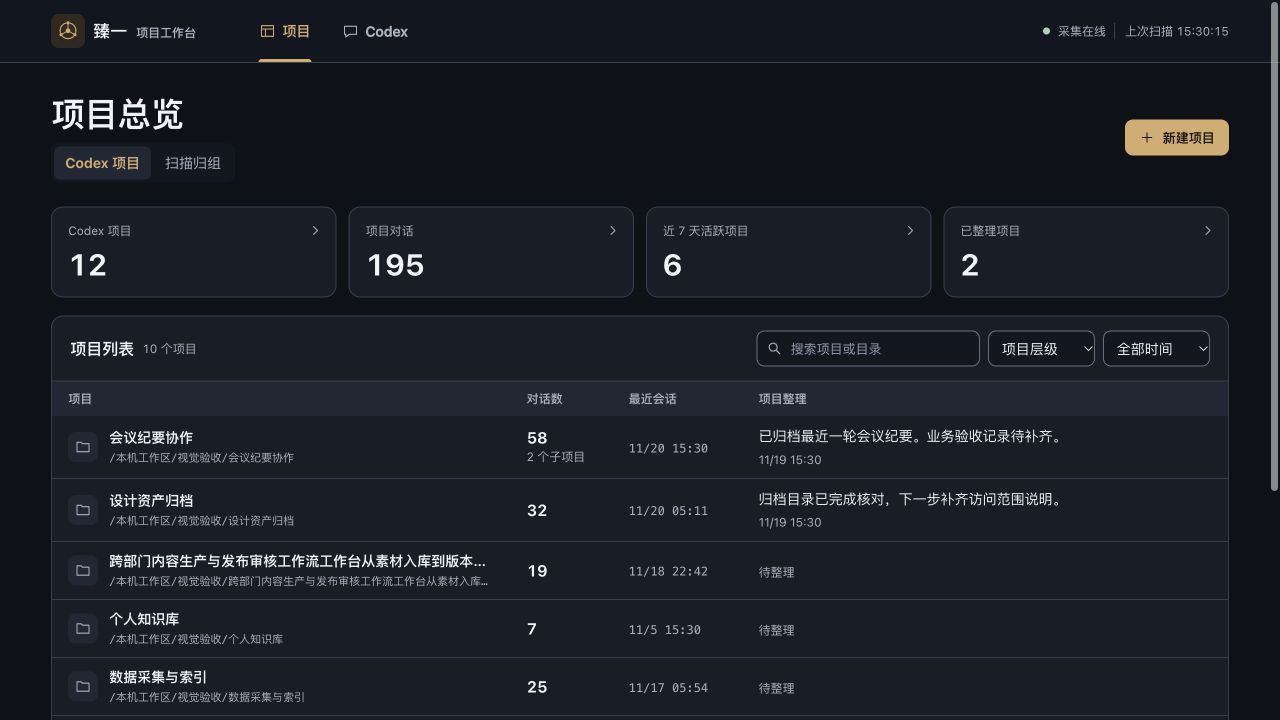 臻一 项目工作台 项目 Codex 采集在线 上次扫描 15:30:15
项目总览
新建项目
Codex 项目 扫描归组
Codex 项目 项目对话 近 7 天活跃项目 已整理项目
12 195 6 2
项目列表 10 个项目 搜索项目或目录 项目层级 全部时间
项目 对话数 最近会话 项目整理
会议纪要协作 58 已归档最近一轮会议纪要。业务验收记录待补齐。
/本机工作区/视觉验收/会议纪要协作 2 个子项目 11/20 15:30 11/19 15:30
设计资产归档 32 11/20 05:11 归档目录已完成核对，下一步补齐访问范围说明。
/本机工作区/视觉验收/设计资产归档 11/19 15:30
跨部门内容生产与发布审核工作流工作台从素材入库到版本... 19 11/18 22:42 待整理
/本机工作区/视觉验收/跨部门内容生产与发布审核工作流工作台从素材入库...
个人知识库 7 11/5 15:30 待整理
/本机工作区/视觉验收/个人知识库
数据采集与索引 25 11/17 05:54 待整理
/本机工作区/视觉验收/数据采集与索引